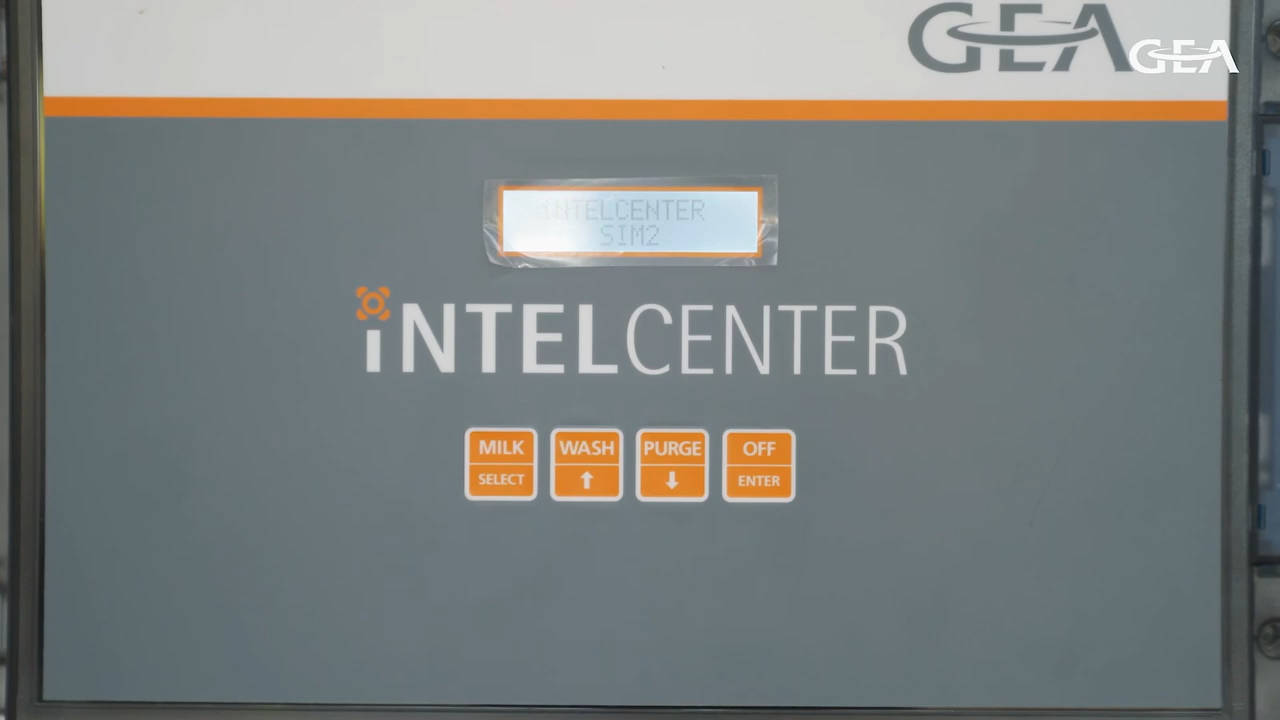 GEA
GEA
iNTELCENTER
SIM2
iNTELCENTER
MILK WASH PURGE OFF
SELECT ↑ ↓ ENTER